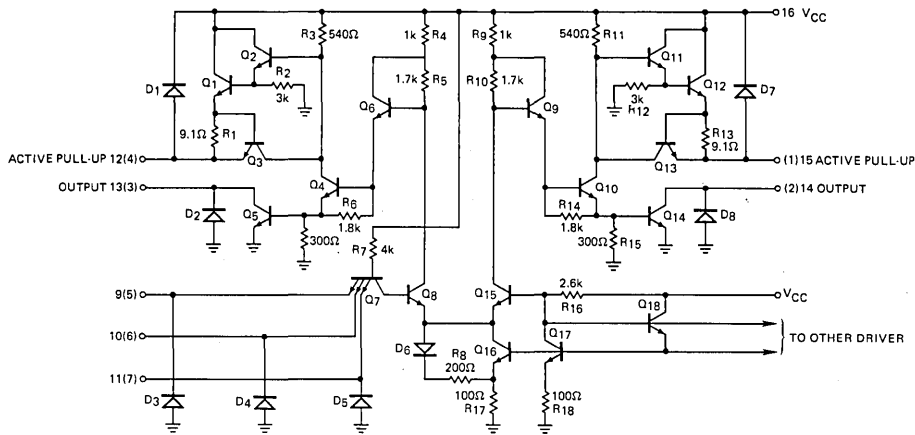 16 VCC
R3
540Ω
1k
R4
R9
1k
540Ω
R11
Q2
Q11
Q1
R2
3k
R5
1.7k
R10
1.7k
3k
R12
Q12
D1
Q6
Q9
D7
9.1Ω
R1
R13
9.1Ω
ACTIVE PULL-UP 12(4)
Q3
Q13
(1)15 ACTIVE PULL-UP
Q4
Q10
OUTPUT 13(3)
R6
1.8k
R14
1.8k
(2)14 OUTPUT
D2
Q5
300Ω
300Ω
R15
Q14
D8
R7
4k
9(5)
Q7
Q8
Q15
2.6k
R16
Q18
VCC
10(6)
D6
Q16
Q17
TO OTHER DRIVER
R8
200Ω
11(7)
D3
D4
D5
100Ω
R17
100Ω
R18